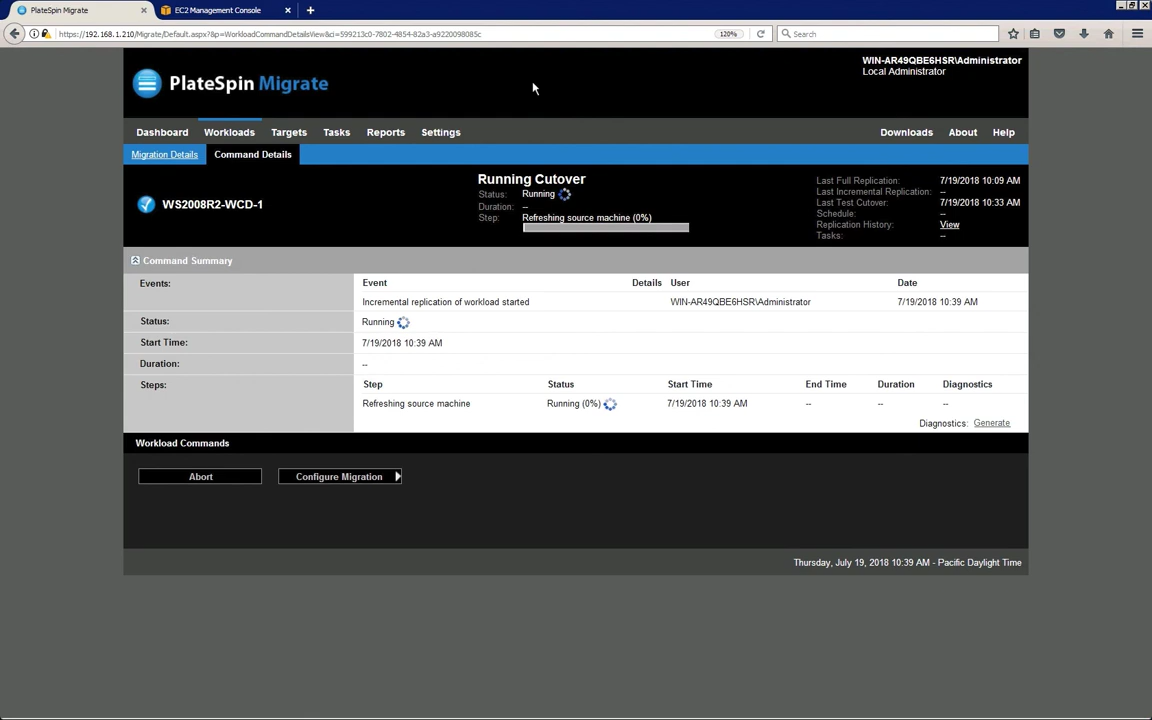 PlateSpin Migrate
EC2 Management Console
https://192.168.1.210/Migrate/Default.aspx?&p=WorkloadCommandDetailsView&ci=599213c0-7802-4854-82a3-a9220098085c
120%
Search
PlateSpin Migrate
WIN-AR49QBE6HSR\Administrator
Local Administrator
Dashboard Workloads Targets Tasks Reports Settings Downloads About Help
Migration Details Command Details
WS2008R2-WCD-1
Running Cutover
Status: Running
Duration: --
Step: Refreshing source machine (0%)
Last Full Replication: 7/19/2018 10:09 AM
Last Incremental Replication: --
Last Test Cutover: 7/19/2018 10:33 AM
Schedule: --
Replication History: View
Tasks: --
Command Summary
Events: Event Details User Date
Incremental replication of workload started WIN-AR49QBE6HSR\Administrator 7/19/2018 10:39 AM
Status: Running
Start Time: 7/19/2018 10:39 AM
Duration: --
Steps: Step Status Start Time End Time Duration Diagnostics
Refreshing source machine Running (0%) 7/19/2018 10:39 AM -- -- --
Diagnostics: Generate
Workload Commands
Abort Configure Migration
Thursday, July 19, 2018 10:39 AM - Pacific Daylight Time